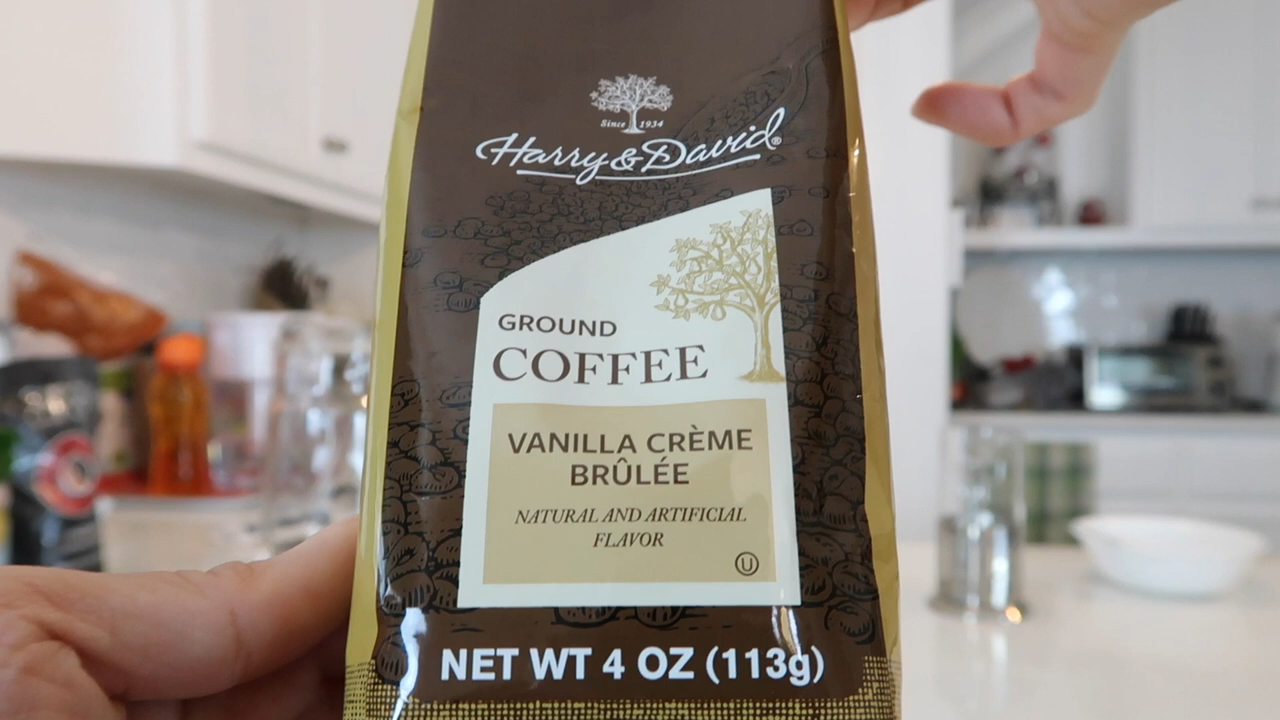 Since 1934
Harry & David®
GROUND
COFFEE
VANILLA CRÈME
BRÛLÉE
NATURAL AND ARTIFICIAL
FLAVOR
U
NET WT 4 OZ (113g)